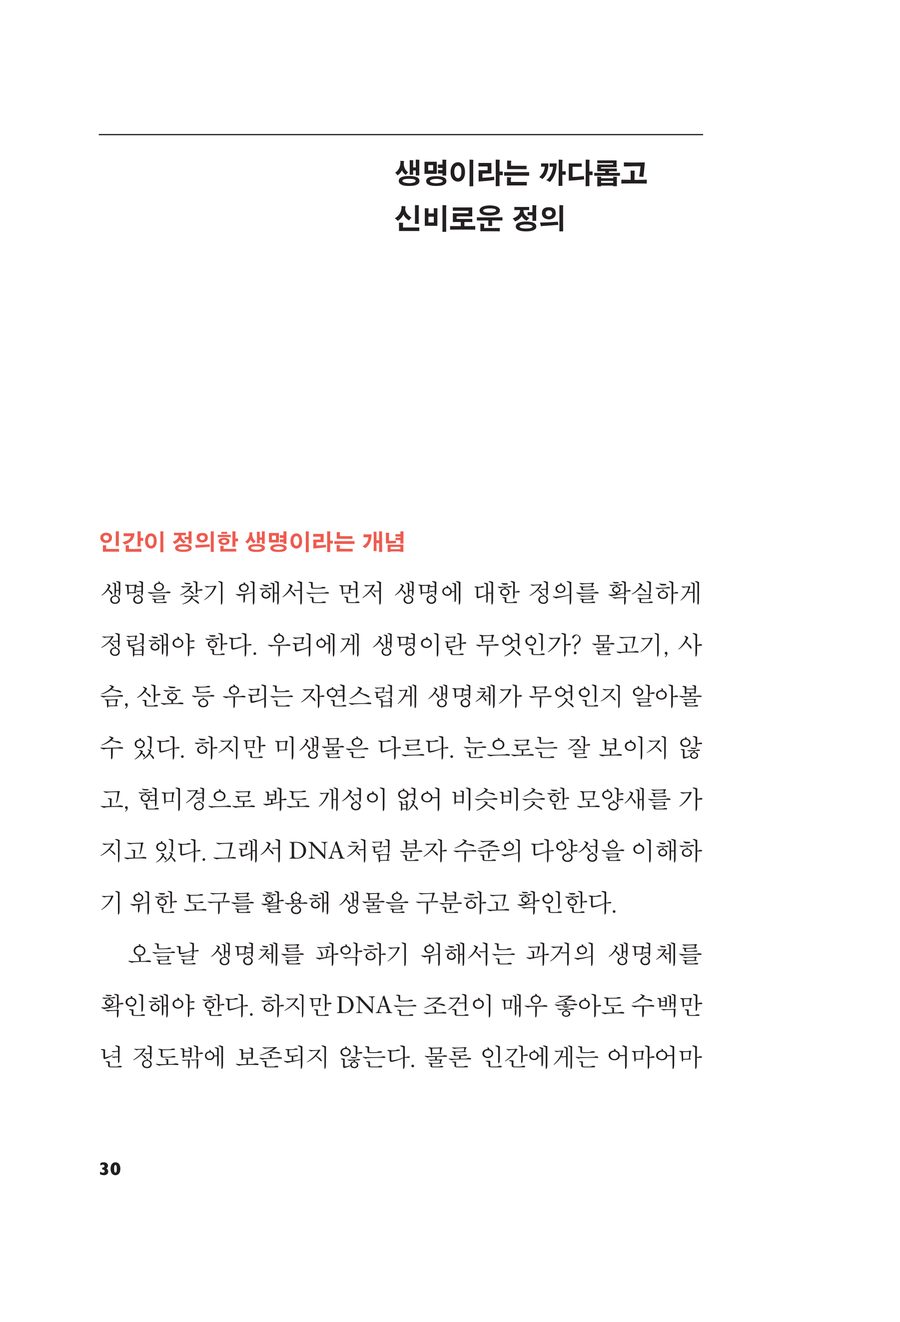 생명이라는 까다롭고
신비로운 정의
인간이 정의한 생명이라는 개념
생명을 찾기 위해서는 먼저 생명에 대한 정의를 확실하게
정립해야 한다. 우리에게 생명이란 무엇인가? 물고기, 사
슴, 산호 등 우리는 자연스럽게 생명체가 무엇인지 알아볼
수 있다. 하지만 미생물은 다르다. 눈으로는 잘 보이지 않
고, 현미경으로 봐도 개성이 없어 비슷비슷한 모양새를 가
지고 있다. 그래서 DNA처럼 분자 수준의 다양성을 이해하
기 위한 도구를 활용해 생물을 구분하고 확인한다.
오늘날 생명체를 파악하기 위해서는 과거의 생명체를
확인해야 한다. 하지만 DNA는 조건이 매우 좋아도 수백만
년 정도밖에 보존되지 않는다. 물론 인간에게는 어마어마
30